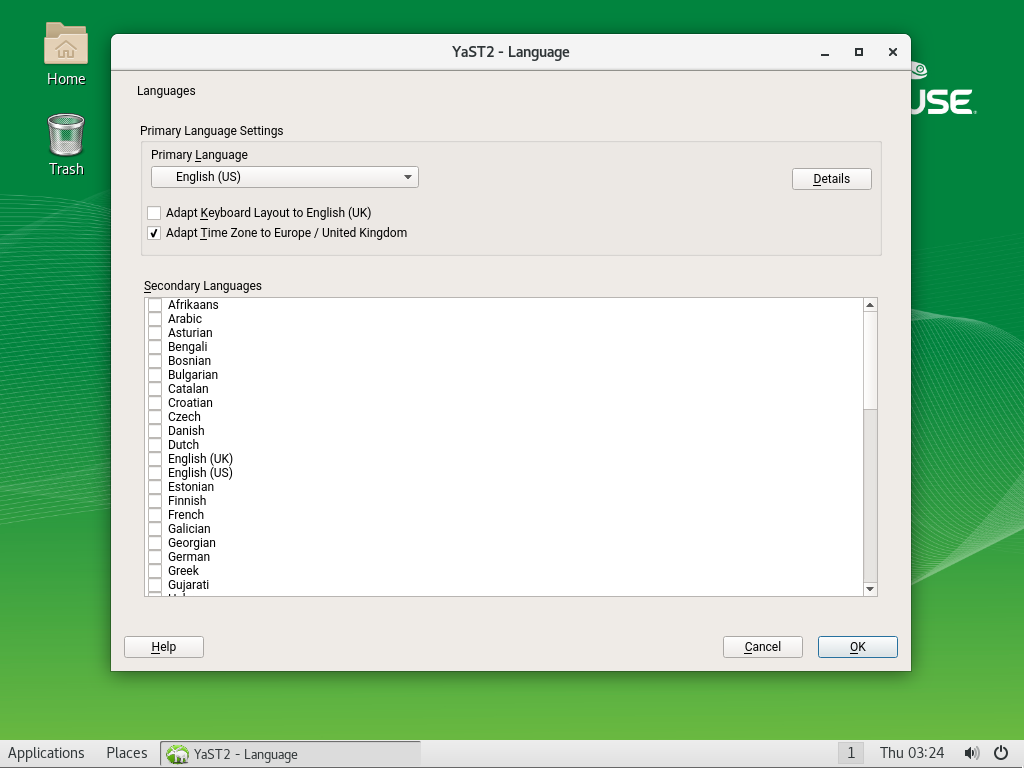 Home
Trash
YaST2 - Language
USE
Languages
Primary Language Settings
Primary Language
English (US)
Details
Adapt Keyboard Layout to English (UK)
Adapt Time Zone to Europe / United Kingdom
Secondary Languages
Afrikaans
Arabic
Asturian
Bengali
Bosnian
Bulgarian
Catalan
Croatian
Czech
Danish
Dutch
English (UK)
English (US)
Estonian
Finnish
French
Galician
Georgian
German
Greek
Gujarati
Help
Cancel
OK
Applications
Places
YaST2 - Language
1
Thu 03:24